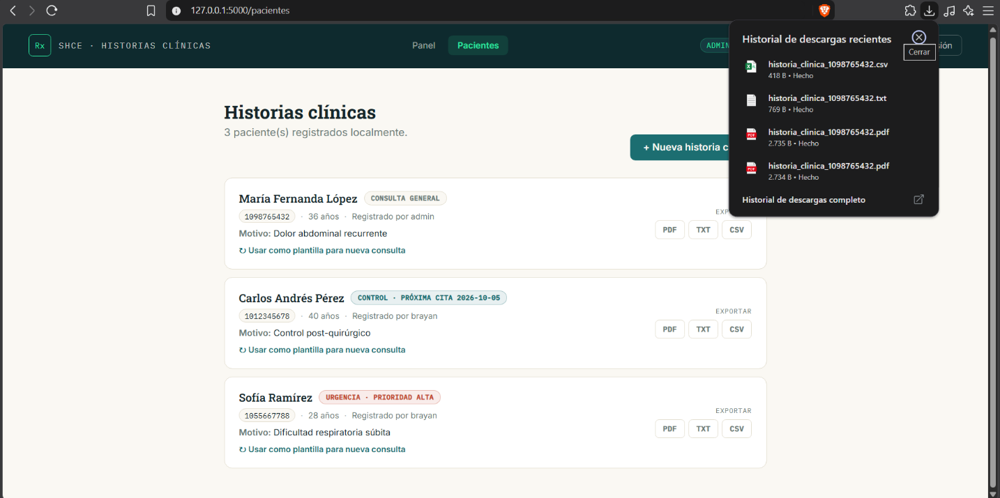 127.0.0.1:5000/pacientes
Rx SHCE · HISTORIAS CLÍNICAS
Panel
Pacientes
ADMIN
ión
Historial de descargas recientes
Cerrar
historia_clinica_1098765432.csv
418 B • Hecho
historia_clinica_1098765432.txt
769 B • Hecho
historia_clinica_1098765432.pdf
2.735 B • Hecho
historia_clinica_1098765432.pdf
2.734 B • Hecho
Historial de descargas completo
Historias clínicas
3 paciente(s) registrados localmente.
+ Nueva historia c
María Fernanda López CONSULTA GENERAL
1098765432 · 36 años · Registrado por admin
Motivo: Dolor abdominal recurrente
↻ Usar como plantilla para nueva consulta
EXP
PDF TXT CSV
Carlos Andrés Pérez CONTROL · PRÓXIMA CITA 2026-10-05
1012345678 · 40 años · Registrado por brayan
Motivo: Control post-quirúrgico
↻ Usar como plantilla para nueva consulta
EXPORTAR
PDF TXT CSV
Sofía Ramírez URGENCIA · PRIORIDAD ALTA
1055667788 · 28 años · Registrado por brayan
Motivo: Dificultad respiratoria súbita
↻ Usar como plantilla para nueva consulta
EXPORTAR
PDF TXT CSV